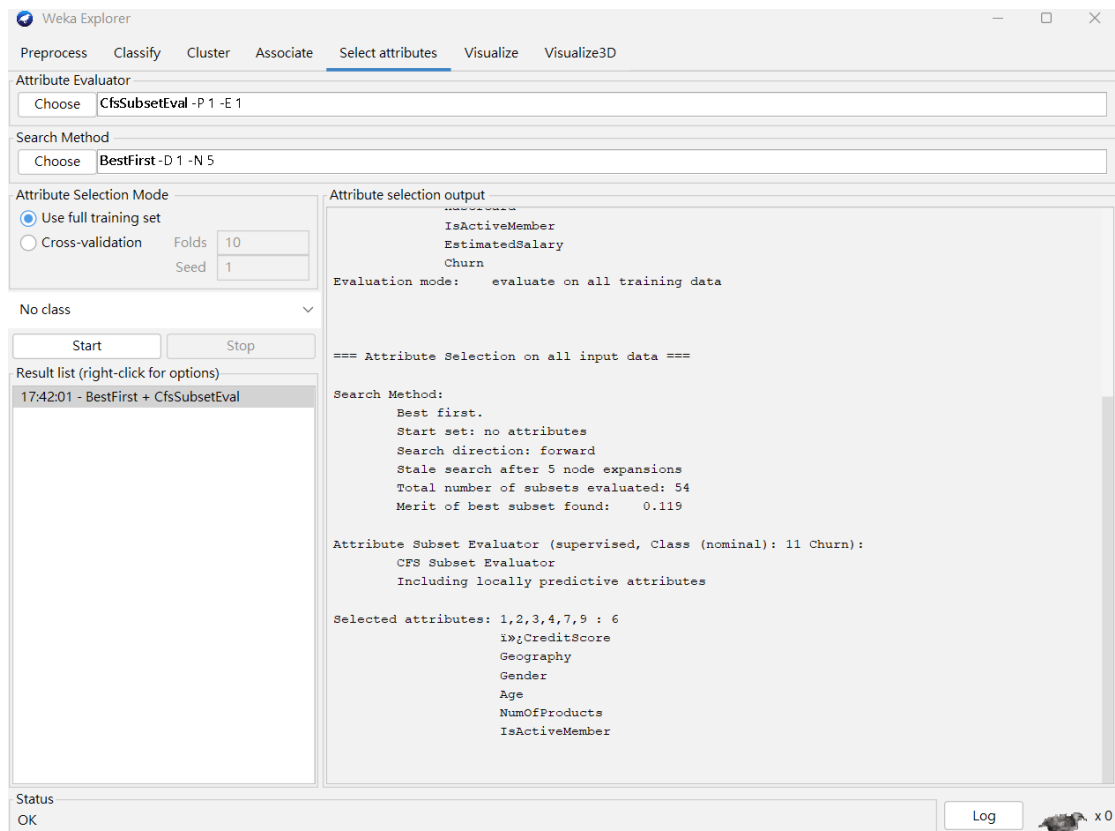 Weka Explorer
Preprocess Classify Cluster Associate Select attributes Visualize Visualize3D
Attribute Evaluator
Choose CfsSubsetEval -P 1 -E 1
Search Method
Choose BestFirst -D 1 -N 5
Attribute Selection Mode
Use full training set
Cross-validation Folds 10
Seed 1
No class
Start Stop
Result list (right-click for options)
17:42:01 - BestFirst + CfsSubsetEval
Attribute selection output
IsActiveMember
EstimatedSalary
Churn
Evaluation mode: evaluate on all training data
=== Attribute Selection on all input data ===
Search Method:
Best first.
Start set: no attributes
Search direction: forward
Stale search after 5 node expansions
Total number of subsets evaluated: 54
Merit of best subset found: 0.119
Attribute Subset Evaluator (supervised, Class (nominal): 11 Churn):
CFS Subset Evaluator
Including locally predictive attributes
Selected attributes: 1,2,3,4,7,9 : 6
ï»¿CreditScore
Geography
Gender
Age
NumOfProducts
IsActiveMember
Status
OK
Log x 0